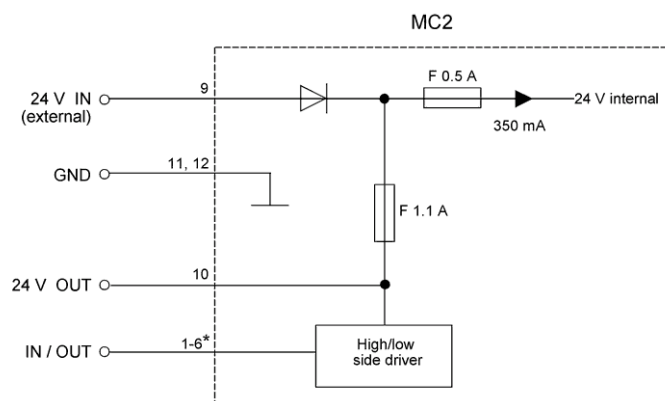 MC2
F 0.5 A
9
24 V IN
(external)
24 V internal
350 mA
11, 12
GND
F 1.1 A
10
24 V OUT
High/low
side driver
1-6*
IN / OUT